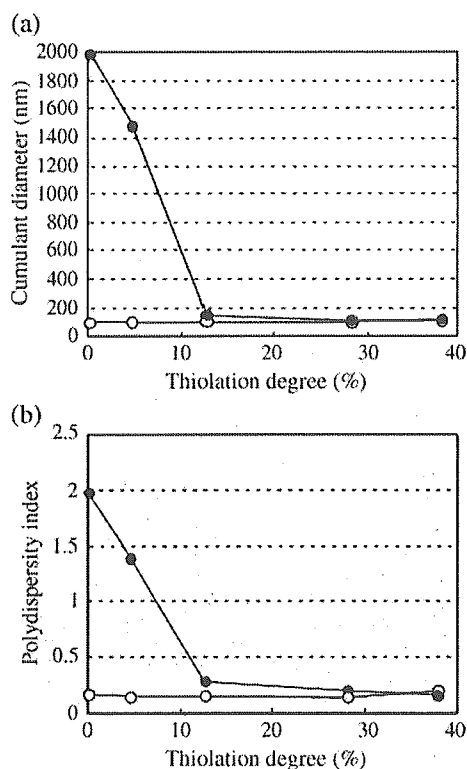 (a)
2000
1800
1600
1400
1200
1000
800
600
400
200
0
Cumulant diameter (nm)
0 10 20 30 40
Thiolation degree (%)
(b)
2.5
2
1.5
1
0.5
0
Polydispersity index
0 10 20 30 40
Thiolation degree (%)